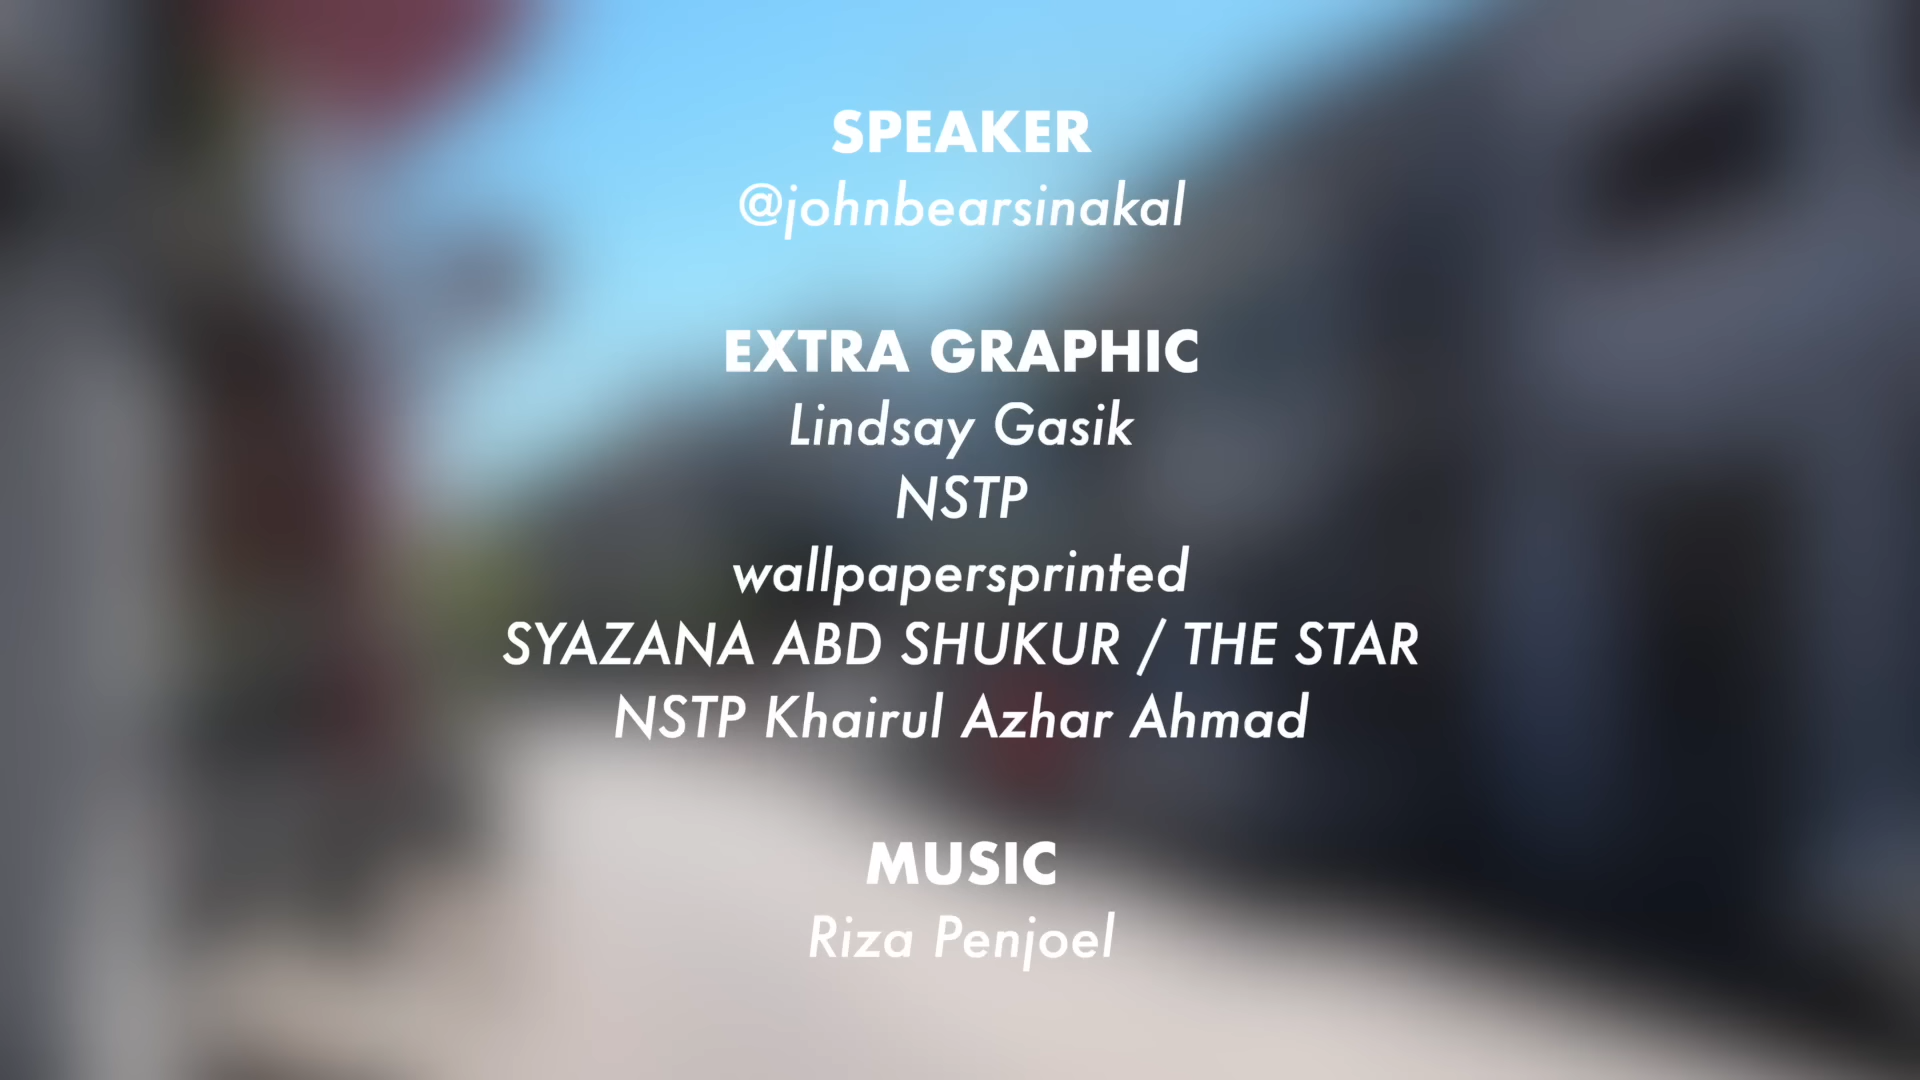 SPEAKER
@johnbearsinakal
EXTRA GRAPHIC
Lindsay Gasik
NSTP
wallpapersprinted
SYAZANA ABD SHUKUR / THE STAR
NSTP Khairul Azhar Ahmad
MUSIC
Riza Penjoel